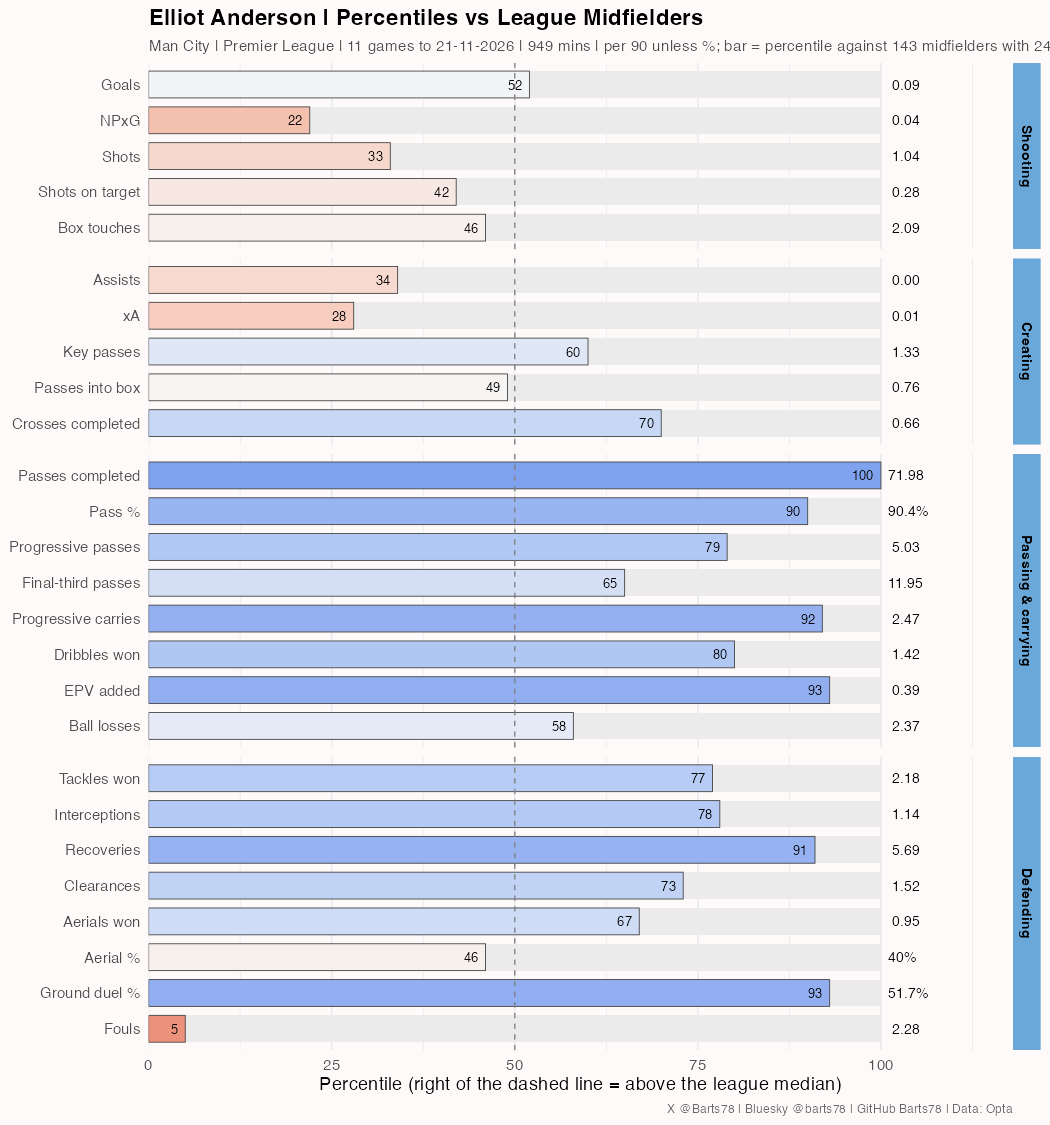 Elliot Anderson | Percentiles vs League Midfielders
Man City | Premier League | 11 games to 21-11-2026 | 949 mins | per 90 unless %; bar = percentile against 143 midfielders with 24
Shooting
Goals 52 0.09
NPxG 22 0.04
Shots 33 1.04
Shots on target 42 0.28
Box touches 46 2.09
Creating
Assists 34 0.00
xA 28 0.01
Key passes 60 1.33
Passes into box 49 0.76
Crosses completed 70 0.66
Passing & carrying
Passes completed 100 71.98
Pass % 90 90.4%
Progressive passes 79 5.03
Final-third passes 65 11.95
Progressive carries 92 2.47
Dribbles won 80 1.42
EPV added 93 0.39
Ball losses 58 2.37
Defending
Tackles won 77 2.18
Interceptions 78 1.14
Recoveries 91 5.69
Clearances 73 1.52
Aerials won 67 0.95
Aerial % 46 40%
Ground duel % 93 51.7%
Fouls 5 2.28
0 25 50 75 100
Percentile (right of the dashed line = above the league median)
X @Barts78 | Bluesky @barts78 | GitHub Barts78 | Data: Opta